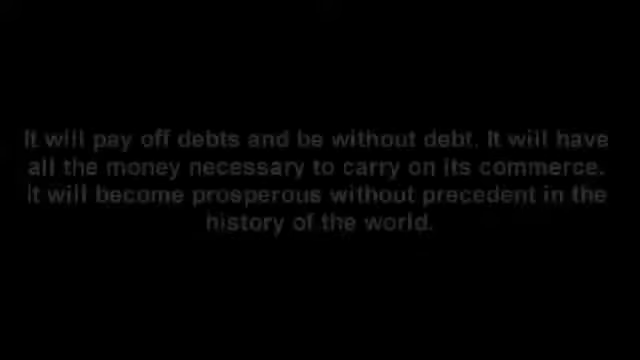 It will pay off debts and be without debt. It will have
all the money necessary to carry on its commerce.
It will become prosperous without precedent in the
history of the world.